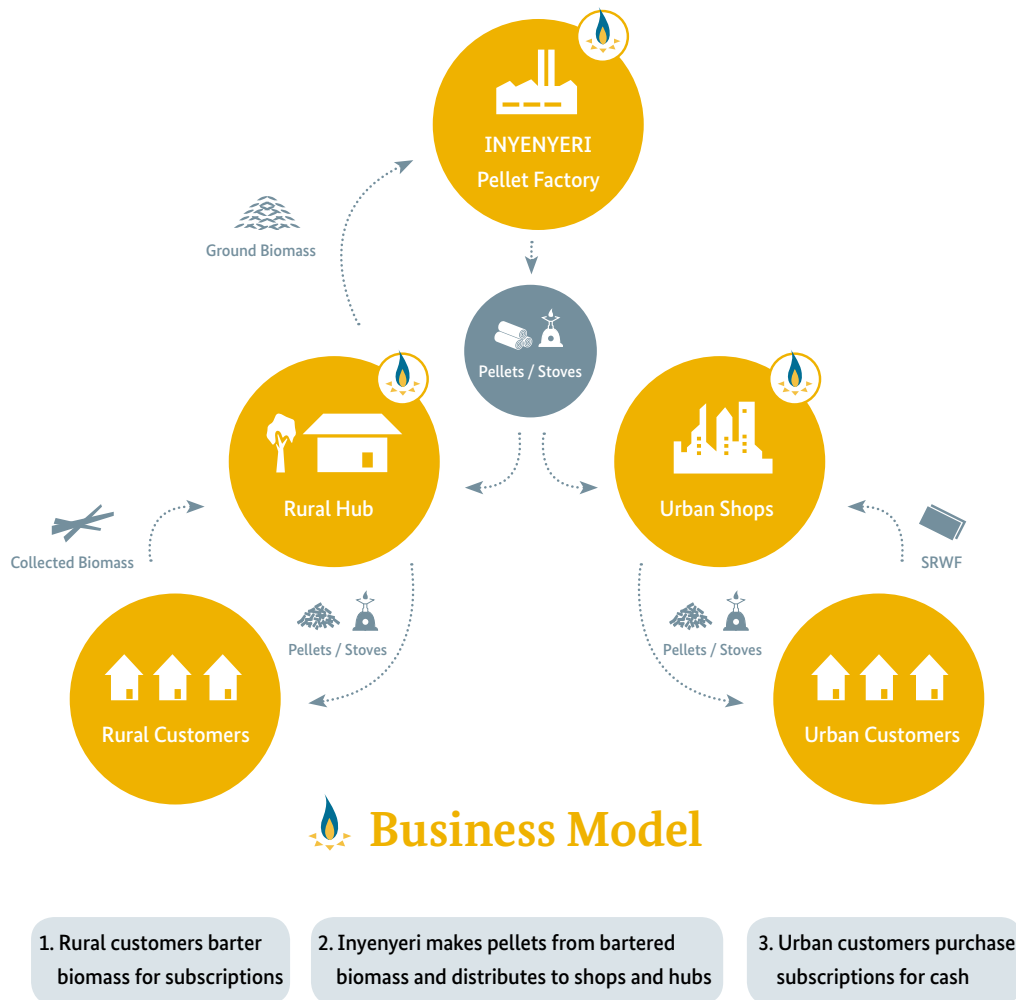 INYENYERI
Pellet Factory
Ground Biomass
Pellets / Stoves
Rural Hub
Urban Shops
Collected Biomass
SRWF
Pellets / Stoves
Pellets / Stoves
Rural Customers
Urban Customers
Business Model
1. Rural customers barter
biomass for subscriptions
2. Inyenyeri makes pellets from bartered
biomass and distributes to shops and hubs
3. Urban customers purchase
subscriptions for cash